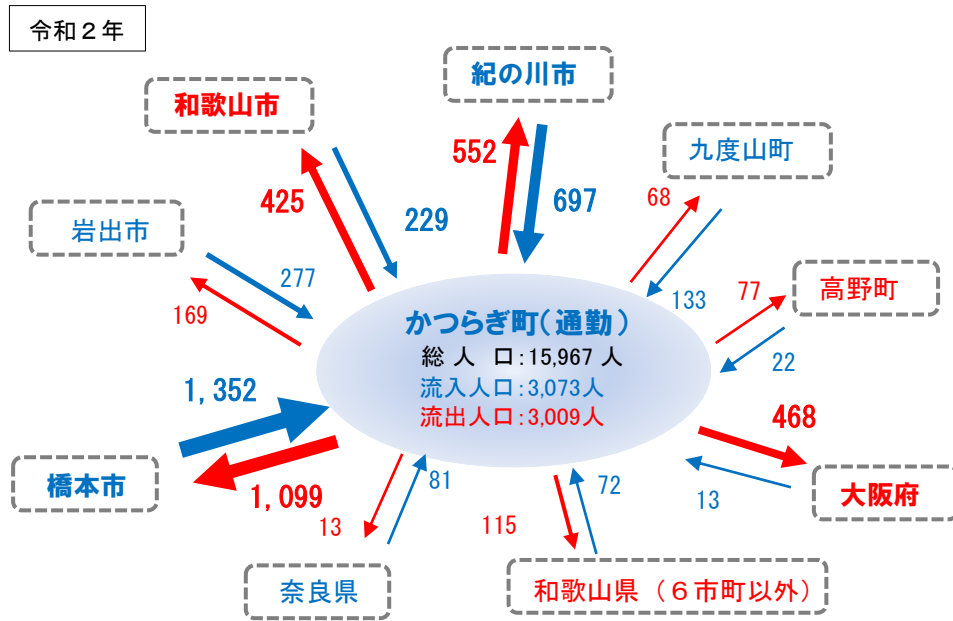 令和２年
紀の川市
和歌山市
九度山町
552
697
68
425
229
岩出市
277
高野町
133
77
169
22
かつらぎ町（通勤）
総人口：15,967 人
流入人口：3,073人
流出人口：3,009人
1,352
468
橋本市
1,099
81
72
13
大阪府
13
115
奈良県
和歌山県（６市町以外）